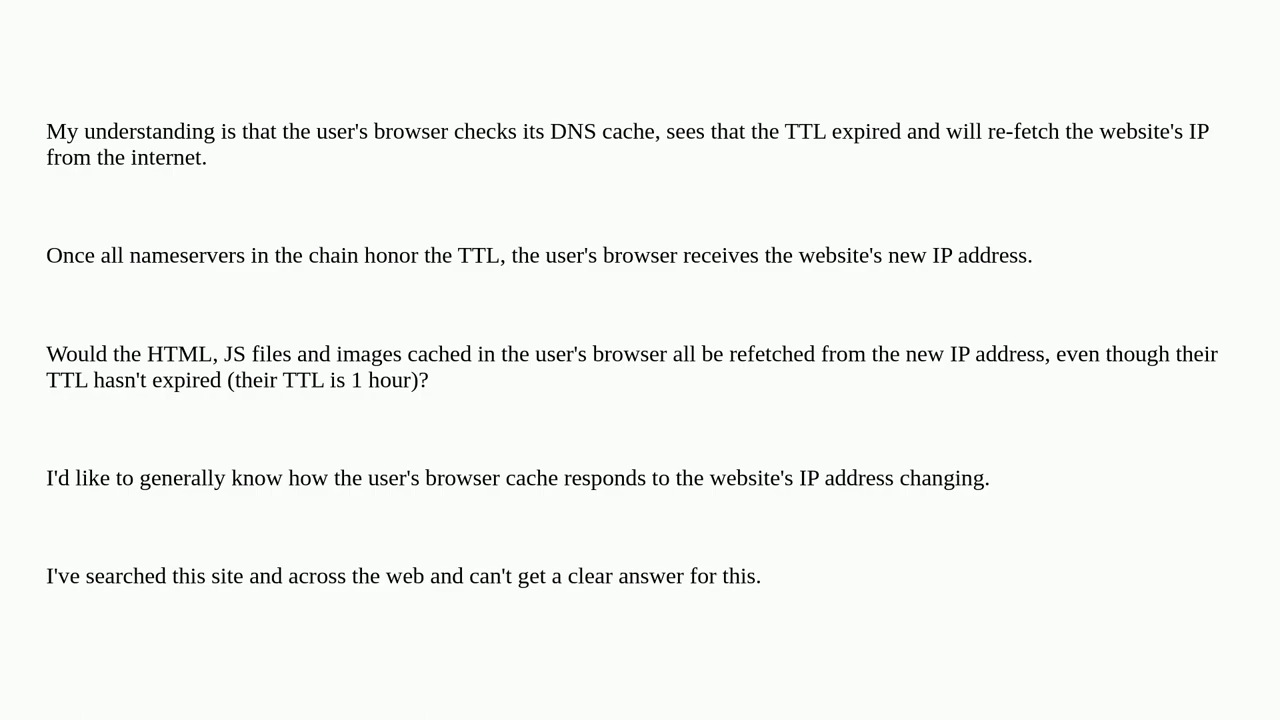 My understanding is that the user's browser checks its DNS cache, sees that the TTL expired and will re-fetch the website's IP
from the internet.
Once all nameservers in the chain honor the TTL, the user's browser receives the website's new IP address.
Would the HTML, JS files and images cached in the user's browser all be refetched from the new IP address, even though their
TTL hasn't expired (their TTL is 1 hour)?
I'd like to generally know how the user's browser cache responds to the website's IP address changing.
I've searched this site and across the web and can't get a clear answer for this.